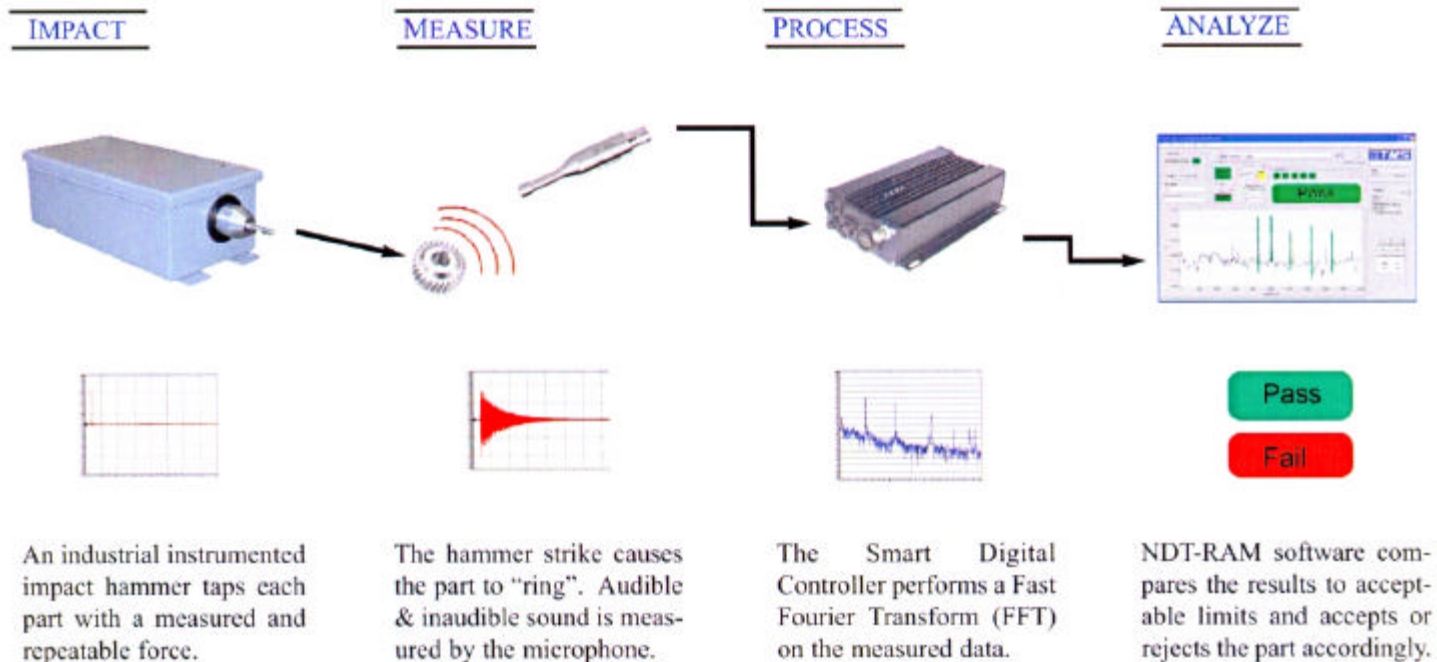 IMPACT
MEASURE
PROCESS
ANALYZE
PASS
Pass
Fail
An industrial instrumented
impact hammer taps each
part with a measured and
repeatable force.
The hammer strike causes
the part to “ring”. Audible
& inaudible sound is meas-
ured by the microphone.
The Smart Digital
Controller performs a Fast
Fourier Transform (FFT)
on the measured data.
NDT-RAM software com-
pares the results to accept-
able limits and accepts or
rejects the part accordingly.